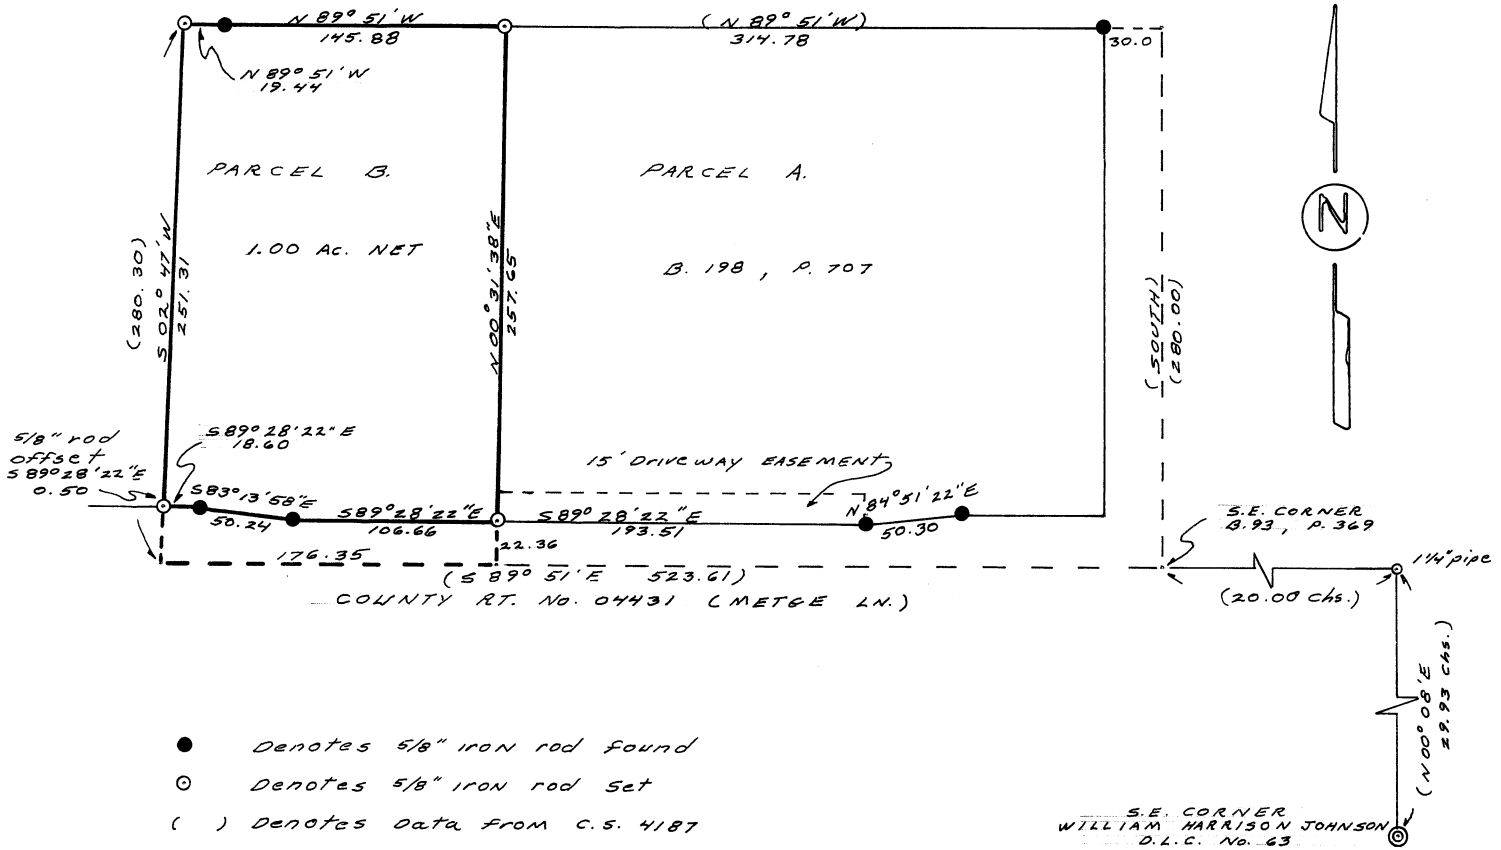 N 89° 51' W
145.88
(N 89° 51' W)
314.78
30.0
N 89° 51' W
19.44
PARCEL B.
PARCEL A.
1.00 Ac. NET
B. 198, P. 707
N
(280.30)
S 02° 47' W
251.31
N 00° 31' 38" E
257.65
(SOUTH)
(280.00)
5/8" rod
offset
S 89° 28' 22" E
0.50
S 89° 28' 22" E
18.60
S 83° 13' 58" E
50.24
S 89° 28' 22" E
106.66
15' Driveway EASEMENT
S 89° 28' 22" E
193.51
N 84° 51' 22" E
50.30
22.36
176.35
(S 89° 51' E 523.61)
COUNTY RT. No. 04431 (METGE LN.)
S.E. CORNER
B.93, P.369
1 1/4" pipe
(20.00 chs.)
(N 00° 08' E
29.93 chs.)
Denotes 5/8" iron rod found
Denotes 5/8" iron rod set
( ) Denotes Data from C.S. 4187
S.E. CORNER
WILLIAM HARRISON JOHNSON
D.L.C. No. 63